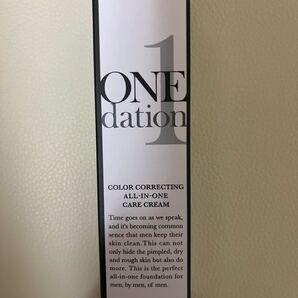 1
ONE
dation
COLOR CORRECTING
ALL-IN-ONE
CARE CREAM
Time goes on as we speak,
and it's becoming common
sence that men keep their
skin clean. This can not
only hide the pimpled, dry
and rough skin but also do
more. This is the perfect
all-in-one foundation for
men, by men, of men.